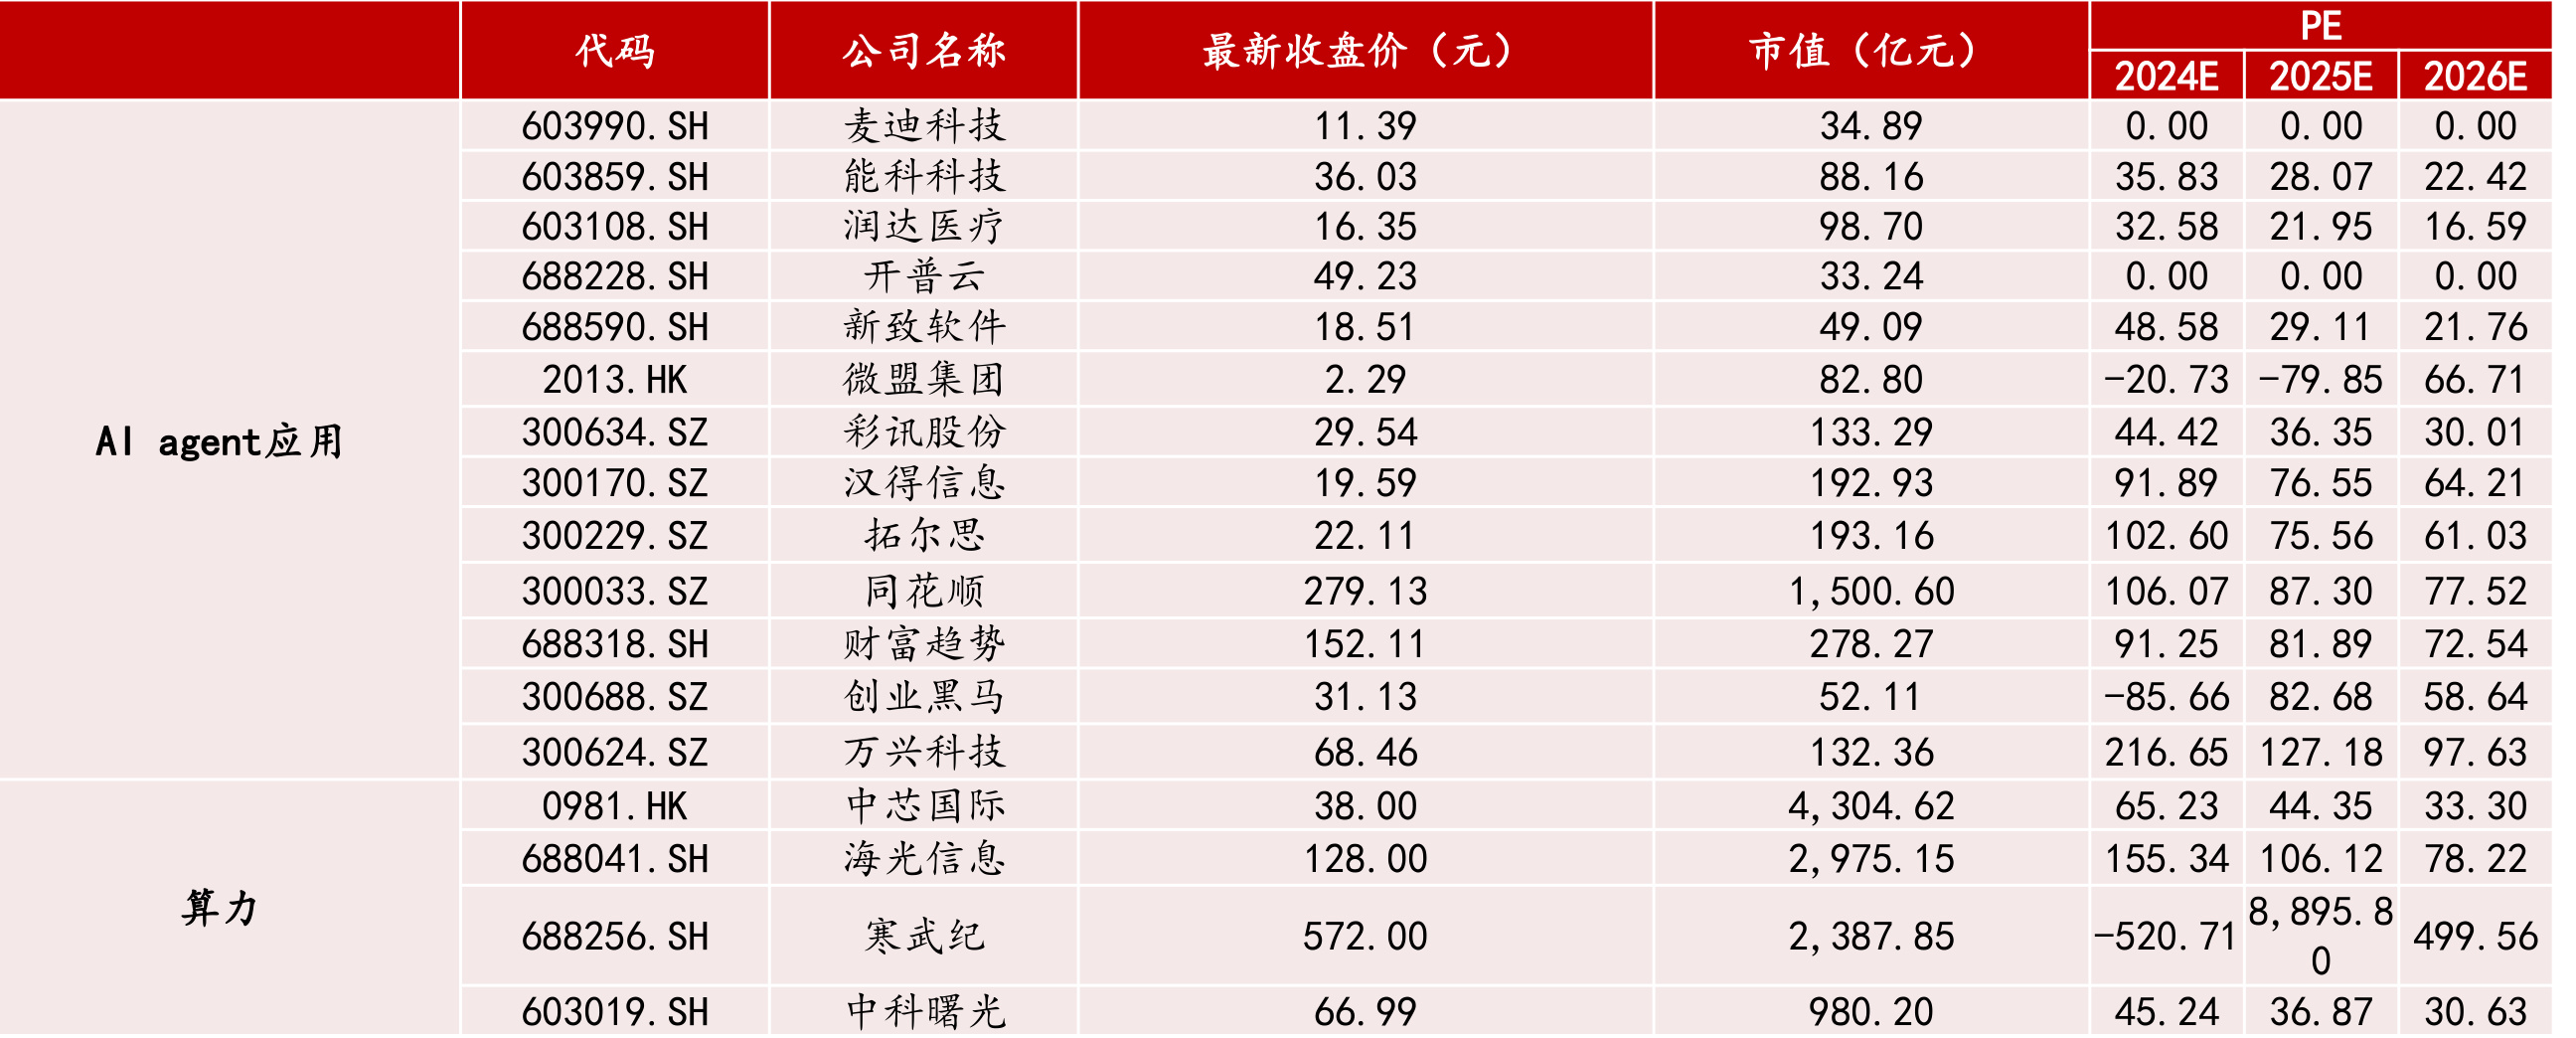 代码 公司名称 最新收盘价（元） 市值（亿元） PE
2024E 2025E 2026E
AI agent应用
603990.SH 麦迪科技 11.39 34.89 0.00 0.00 0.00
603859.SH 能科科技 36.03 88.16 35.83 28.07 22.42
603108.SH 润达医疗 16.35 98.70 32.58 21.95 16.59
688228.SH 开普云 49.23 33.24 0.00 0.00 0.00
688590.SH 新致软件 18.51 49.09 48.58 29.11 21.76
2013.HK 微盟集团 2.29 82.80 -20.73 -79.85 66.71
300634.SZ 彩讯股份 29.54 133.29 44.42 36.35 30.01
300170.SZ 汉得信息 19.59 192.93 91.89 76.55 64.21
300229.SZ 拓尔思 22.11 193.16 102.60 75.56 61.03
300033.SZ 同花顺 279.13 1,500.60 106.07 87.30 77.52
688318.SH 财富趋势 152.11 278.27 91.25 81.89 72.54
300688.SZ 创业黑马 31.13 52.11 -85.66 82.68 58.64
300624.SZ 万兴科技 68.46 132.36 216.65 127.18 97.63
算力
0981.HK 中芯国际 38.00 4,304.62 65.23 44.35 33.30
688041.SH 海光信息 128.00 2,975.15 155.34 106.12 78.22
688256.SH 寒武纪 572.00 2,387.85 -520.71 8,895.80 499.56
603019.SH 中科曙光 66.99 980.20 45.24 36.87 30.63